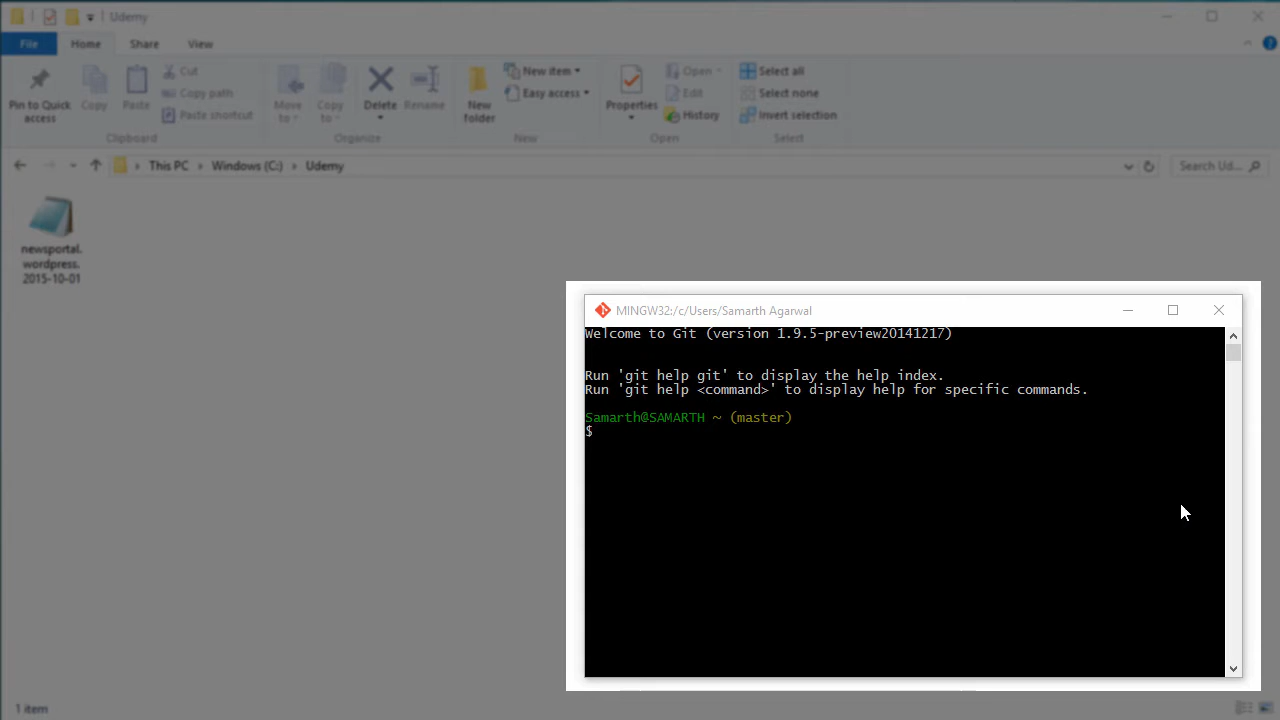 Udemy
File Home Share View
Pin to Quick access
Copy
Paste
Cut
Copy path
Paste shortcut
Clipboard
Move to
Copy to
Delete
Rename
Organize
New folder
New item
Easy access
New
Properties
Open
Edit
History
Open
Select all
Select none
Invert selection
Select
This PC > Windows (C:) > Udemy
Search Ud...
newsportal.
wordpress.
2015-10-01
MINGW32:/c/Users/Samarth Agarwal
Welcome to Git (version 1.9.5-preview20141217)
Run 'git help git' to display the help index.
Run 'git help <command>' to display help for specific commands.
Samarth@SAMARTH ~ (master)
$
1 item